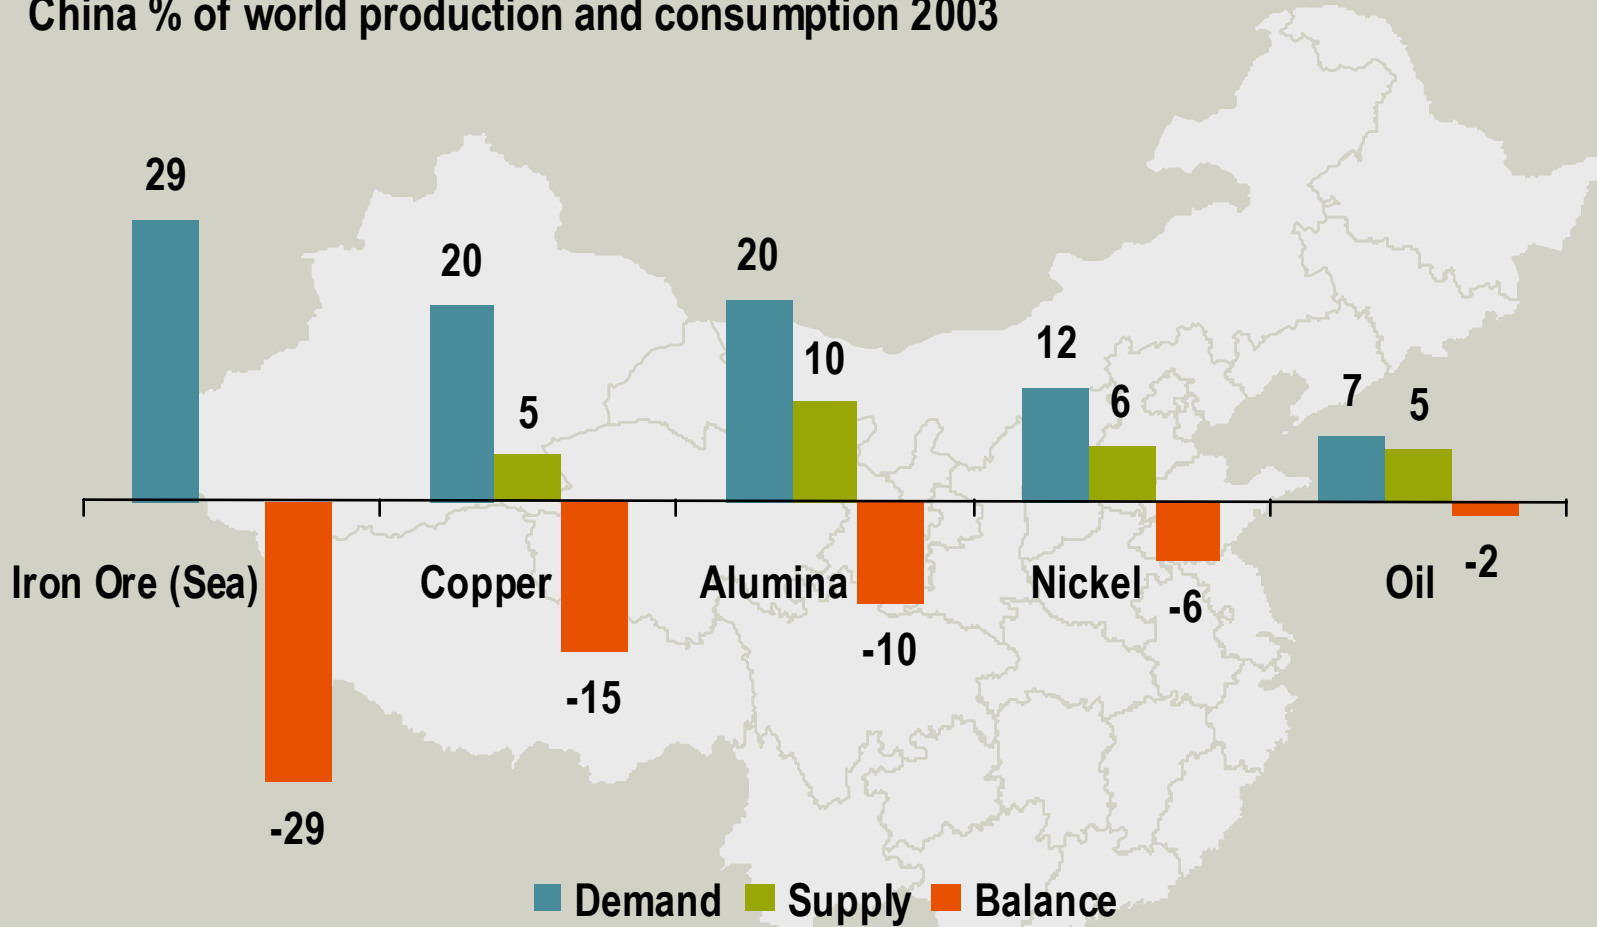 China % of world production and consumption 2003
29
20
5
20
10
12
6
7
5
Iron Ore (Sea)
Copper
Alumina
Nickel
Oil
-29
-15
-10
-6
-2
Demand
Supply
Balance